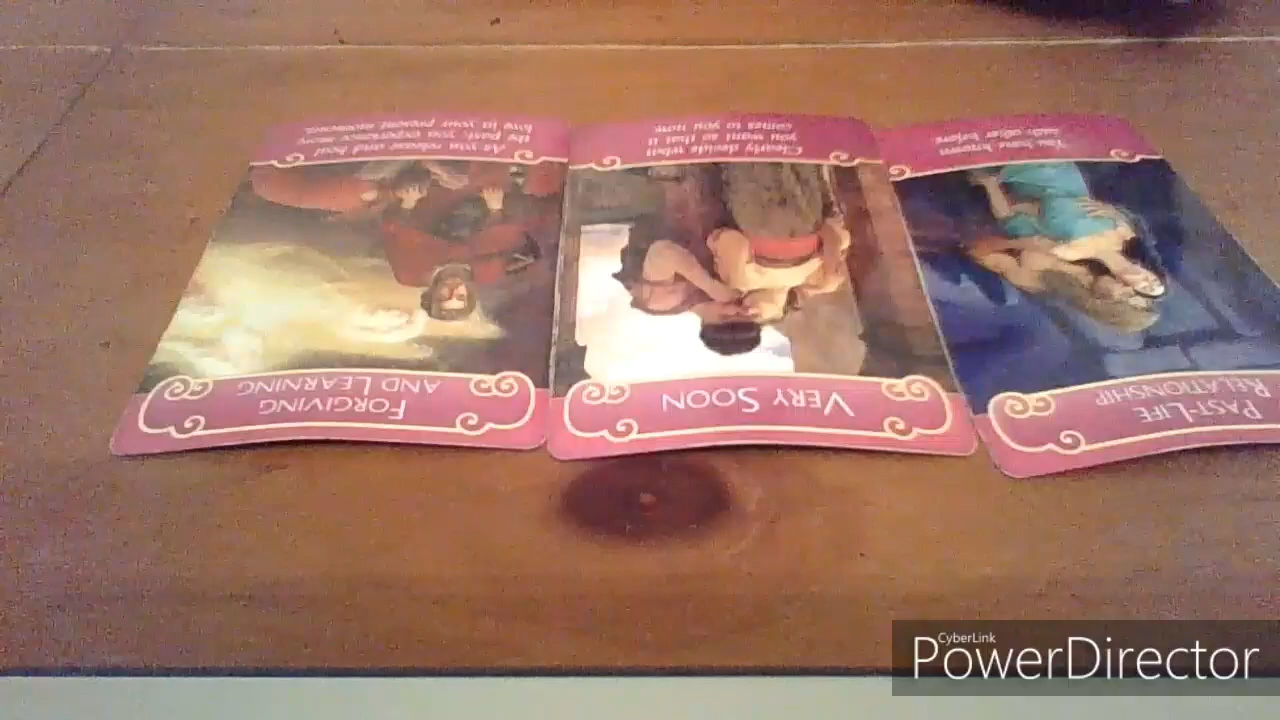 As you release and heal
the past, you experience more
love in your present moment.
FORGIVING
AND LEARNING
Clearly decide what
you want so that it
comes to you now.
VERY SOON
You have known
each other before.
PAST-LIFE
RELATIONSHIP
CyberLink
PowerDirector